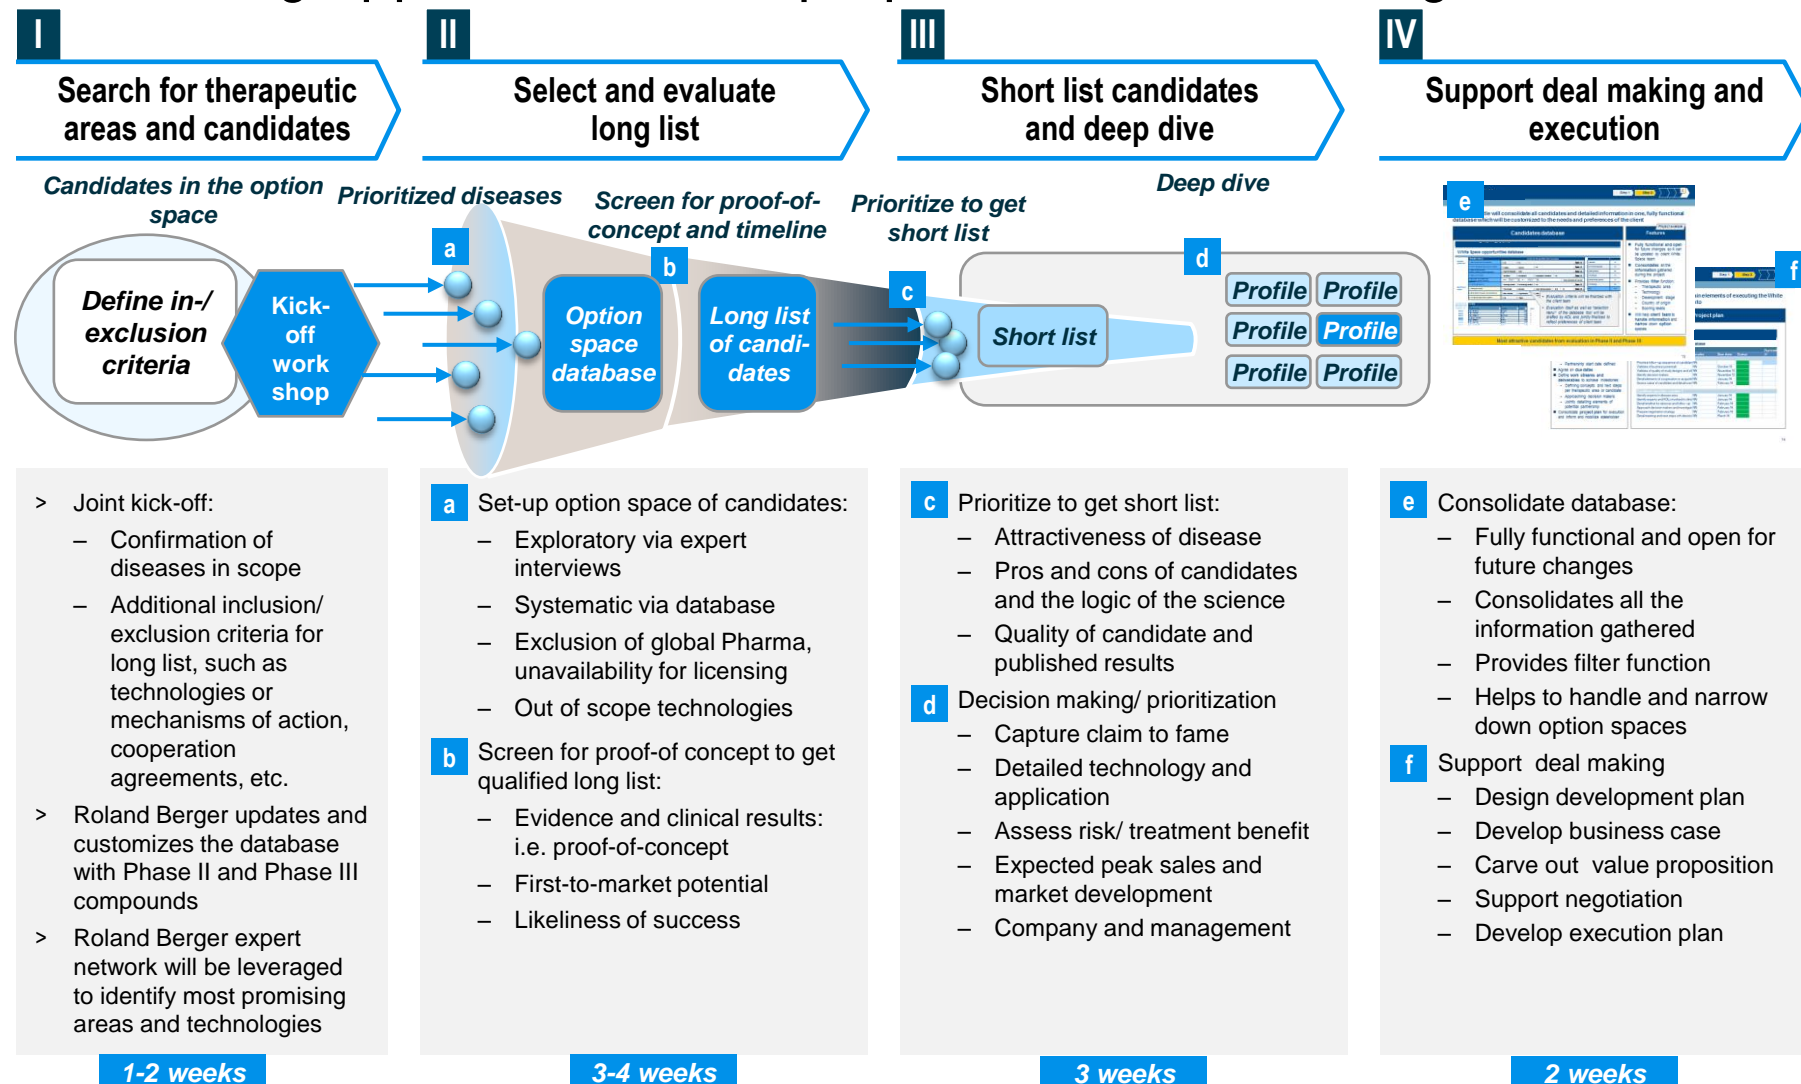 I
II
III
IV
Search for therapeutic
areas and candidates
Select and evaluate
long list
Short list candidates
and deep dive
Support deal making and
execution
Candidates in the option
space
Prioritized diseases
Screen for proof-of-
concept and timeline
Prioritize to get
short list
Deep dive
Define in-/
exclusion
criteria
Kick-
off
work
shop
a
Option
space
database
b
Long list
of candi-
dates
c
Short list
d
Profile Profile
Profile Profile
Profile Profile
e
Candidates database
Features
f
Project plan
> Joint kick-off:
– Confirmation of
diseases in scope
– Additional inclusion/
exclusion criteria for
long list, such as
technologies or
mechanisms of action,
cooperation
agreements, etc.
> Roland Berger updates and
customizes the database
with Phase II and Phase III
compounds
> Roland Berger expert
network will be leveraged
to identify most promising
areas and technologies
1-2 weeks
a Set-up option space of candidates:
– Exploratory via expert
interviews
– Systematic via database
– Exclusion of global Pharma,
unavailability for licensing
– Out of scope technologies
b Screen for proof-of concept to get
qualified long list:
– Evidence and clinical results:
i.e. proof-of-concept
– First-to-market potential
– Likeliness of success
3-4 weeks
c Prioritize to get short list:
– Attractiveness of disease
– Pros and cons of candidates
and the logic of the science
– Quality of candidate and
published results
d Decision making/ prioritization
– Capture claim to fame
– Detailed technology and
application
– Assess risk/ treatment benefit
– Expected peak sales and
market development
– Company and management
3 weeks
e Consolidate database:
– Fully functional and open for
future changes
– Consolidates all the
information gathered
– Provides filter function
– Helps to handle and narrow
down option spaces
f Support deal making
– Design development plan
– Develop business case
– Carve out value proposition
– Support negotiation
– Develop execution plan
2 weeks